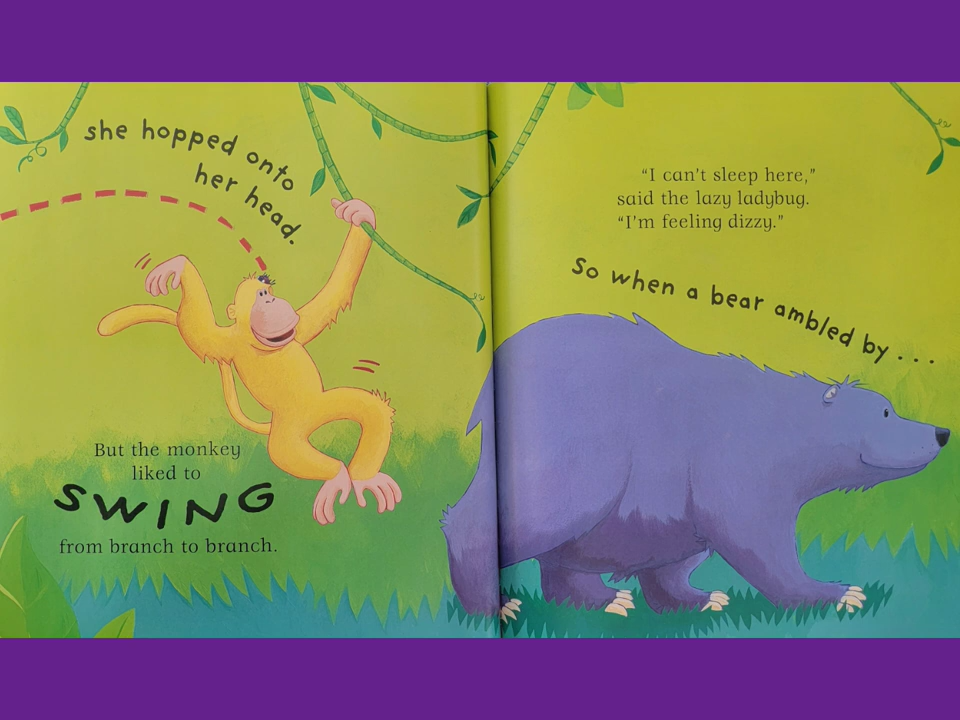 she hopped onto
her head.
But the monkey
liked to
SWING
from branch to branch.
"I can't sleep here,"
said the lazy ladybug.
"I'm feeling dizzy."
So when a bear ambled by . . .